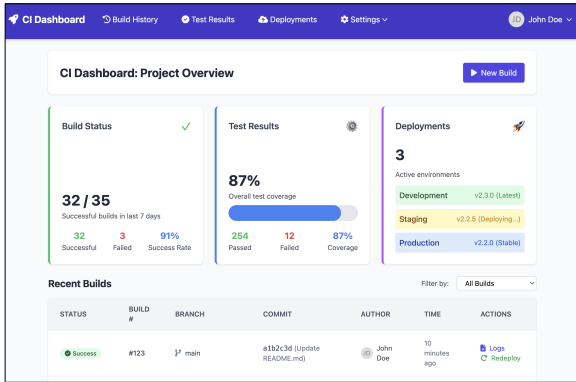 CI Dashboard Build History Test Results Deployments Settings JD John Doe
CI Dashboard: Project Overview New Build
Build Status
32 / 35
Successful builds in last 7 days
32 3 91%
Successful Failed Success Rate
Test Results
87%
Overall test coverage
254 12 87%
Passed Failed Coverage
Deployments
3
Active environments
Development v2.3.0 (Latest)
Staging v2.2.5 (Deploying...)
Production v2.2.0 (Stable)
Recent Builds Filter by: All Builds
STATUS BUILD # BRANCH COMMIT AUTHOR TIME ACTIONS
Success #123 main a1b2c3d (Update README.md) JD John Doe 10 minutes ago Logs
Redeploy